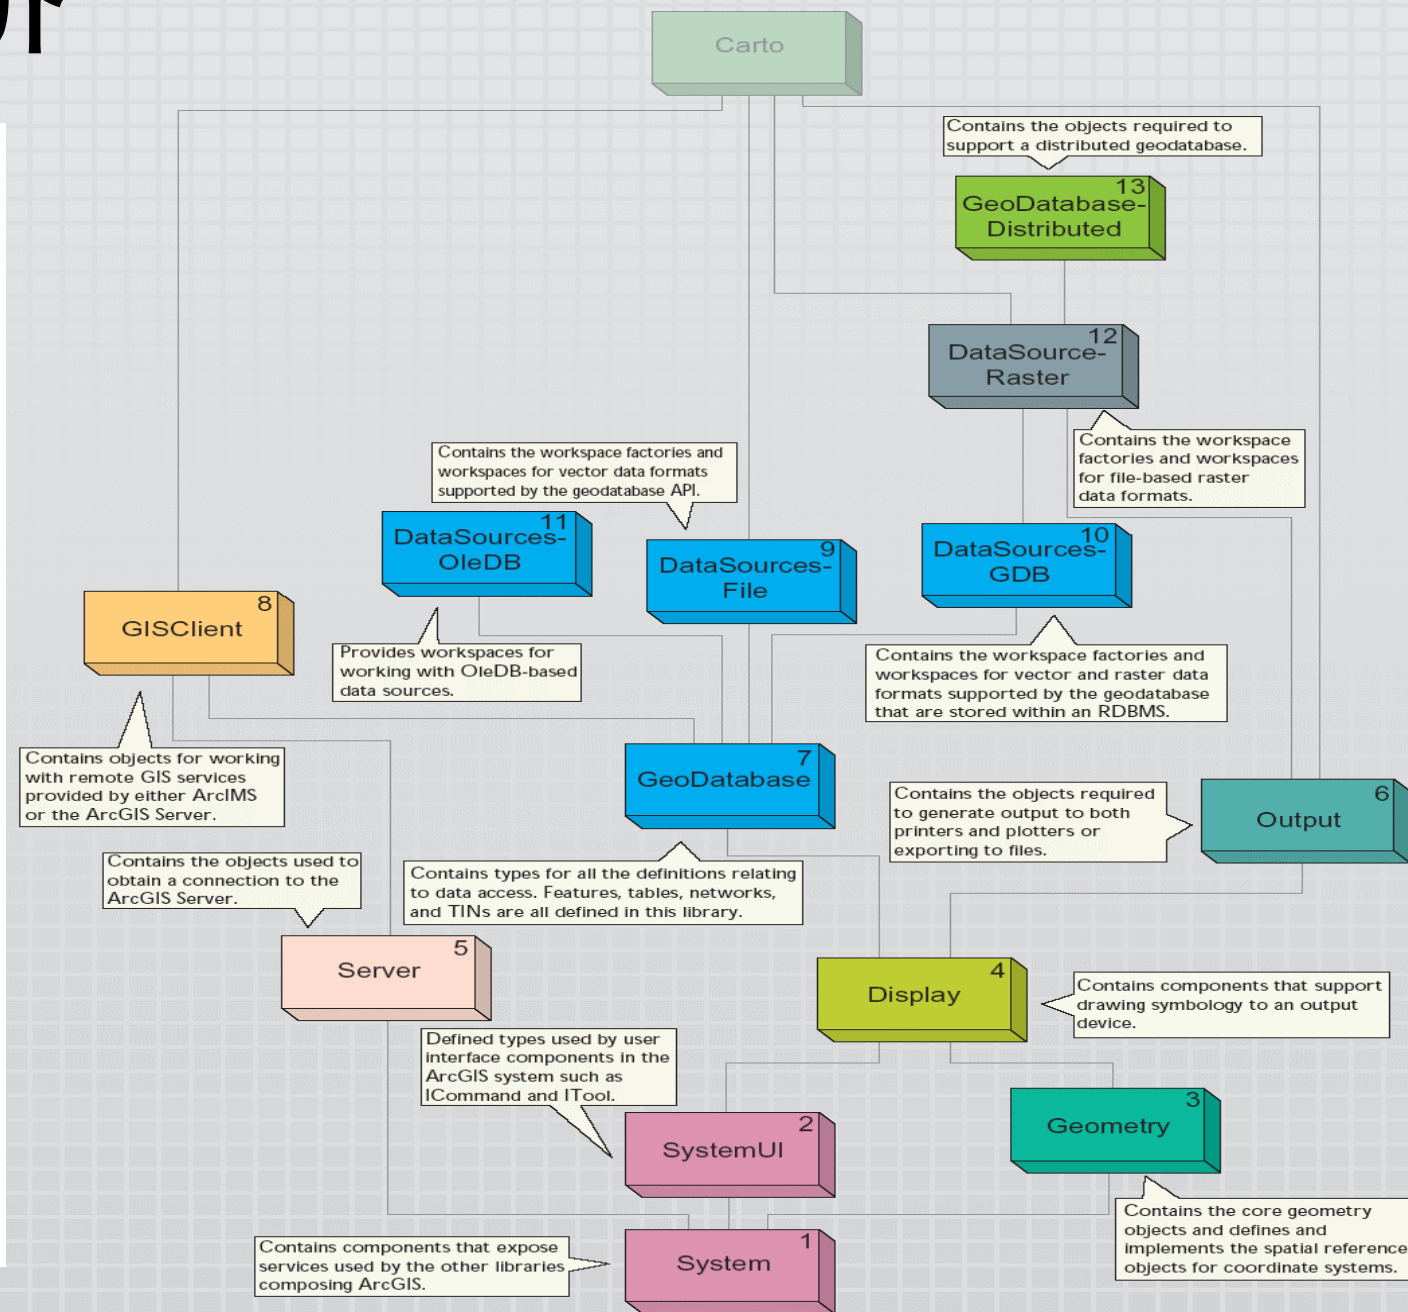 Carto
Contains the objects required to
support a distributed geodatabase.
13
GeoDatabase-
Distributed
12
DataSource-
Raster
Contains the workspace
factories and workspaces
for file-based raster
data formats.
Contains the workspace factories and
workspaces for vector data formats
supported by the geodatabase API.
11
DataSources-
OleDB
9
DataSources-
File
10
DataSources-
GDB
8
GISClient
Provides workspaces for
working with OleDB-based
data sources.
Contains the workspace factories and
workspaces for vector and raster data
formats supported by the geodatabase
that are stored within an RDBMS.
Contains objects for working
with remote GIS services
provided by either ArcIMS
or the ArcGIS Server.
7
GeoDatabase
Contains the objects required
to generate output to both
printers and plotters or
exporting to files.
6
Output
Contains the objects used to
obtain a connection to the
ArcGIS Server.
Contains types for all the definitions relating
to data access. Features, tables, networks,
and TINs are all defined in this library.
5
Server
4
Display
Contains components that support
drawing symbology to an output
device.
Defined types used by user
interface components in the
ArcGIS system such as
ICommand and ITool.
2
SystemUI
3
Geometry
Contains the core geometry
objects and defines and
implements the spatial reference
objects for coordinate systems.
Contains components that expose
services used by the other libraries
composing ArcGIS.
1
System